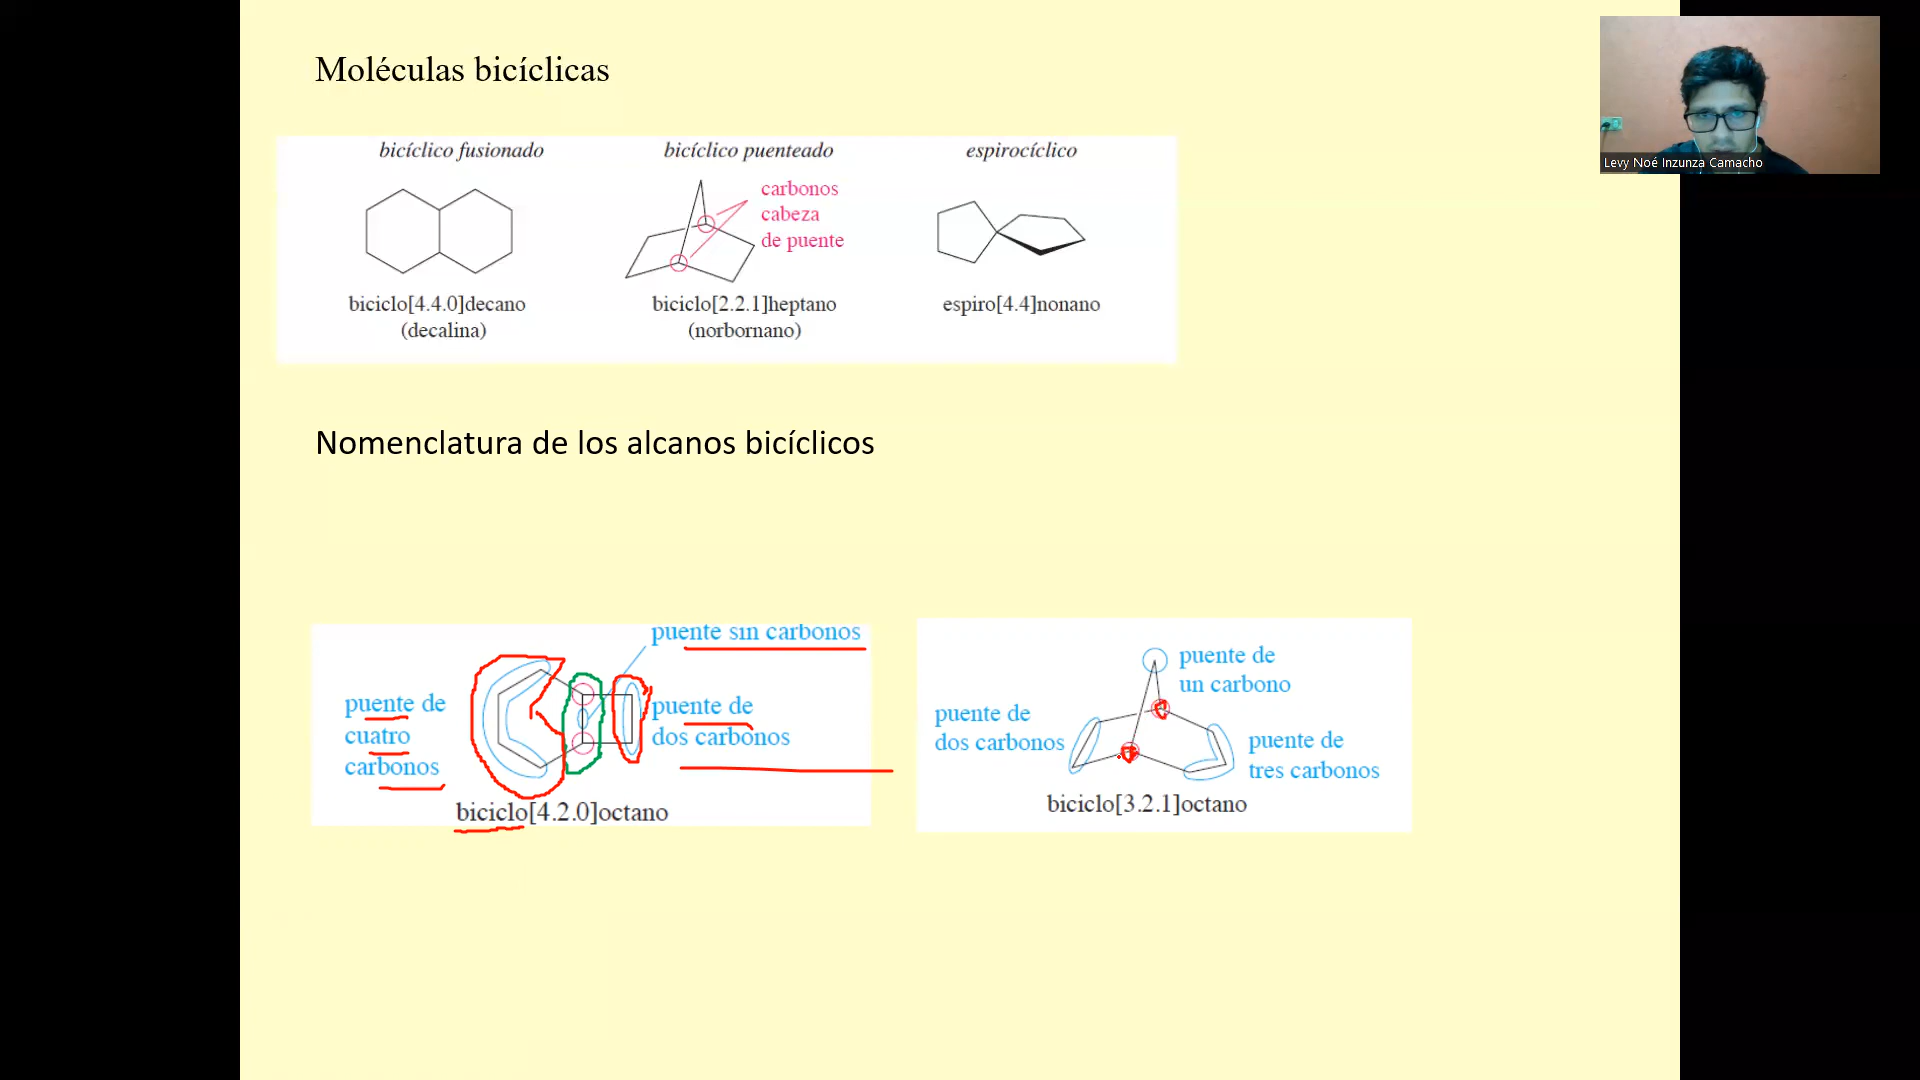 Moléculas bicíclicas
Levy Noé Inzunza Camacho
bicíclico fusionado
bicíclico puenteado
espirocíclico
carbonos
cabeza
de puente
biciclo[4.4.0]decano
(decalina)
biciclo[2.2.1]heptano
(norbornano)
espiro[4.4]nonano
Nomenclatura de los alcanos bicíclicos
puente sin carbonos
puente de
cuatro
carbonos
puente de
dos carbonos
biciclo[4.2.0]octano
puente de
un carbono
puente de
dos carbonos
puente de
tres carbonos
biciclo[3.2.1]octano